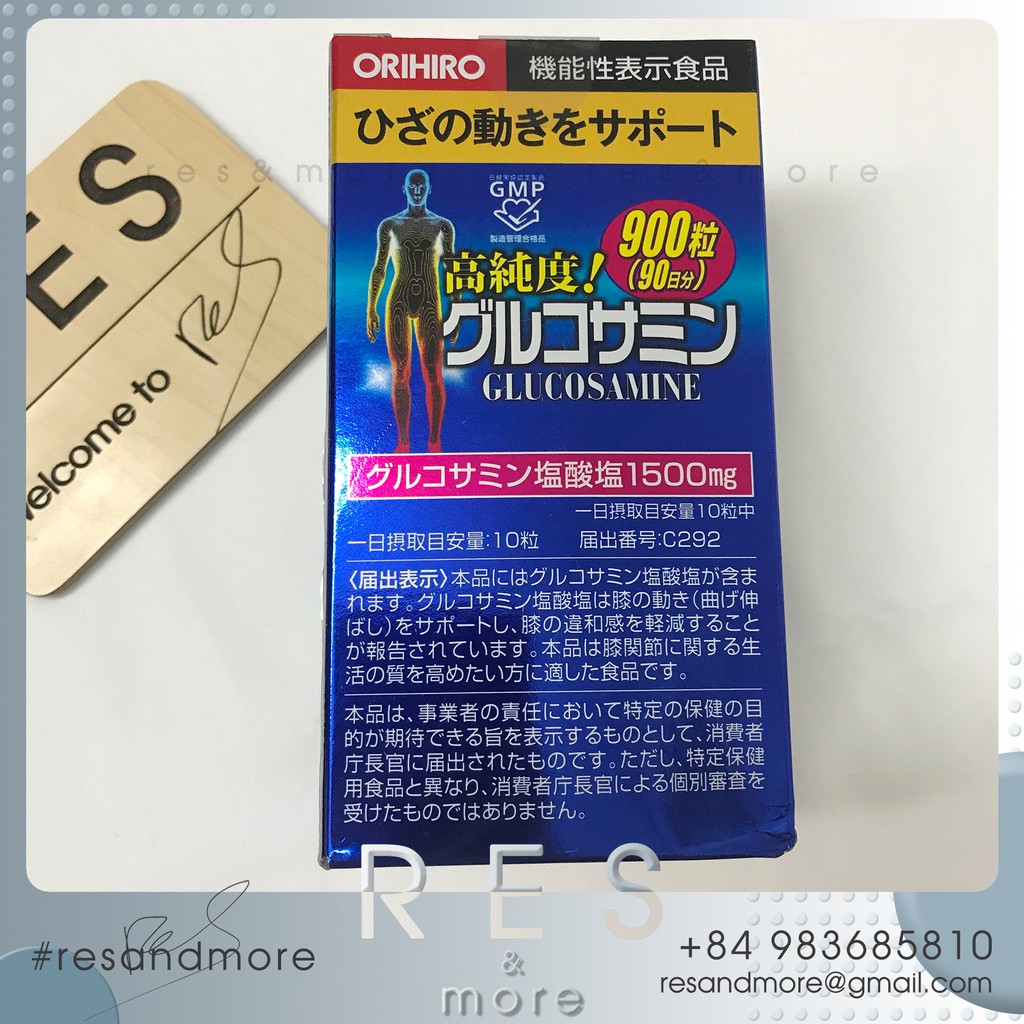 ORIHIRO 機能性表示食品
ひざの動きをサポート
res&more
res&more
GMP
製造管理合格品
900粒
(90日分)
高純度!
グルコサミン
GLUCOSAMINE
グルコサミン塩酸塩1500mg
一日摂取目安量10粒中
一日摂取目安量:10粒 届出番号:C292
〈届出表示〉本品にはグルコサミン塩酸塩が含ま
れます。グルコサミン塩酸塩は膝の動き(曲げ伸
ばし)をサポートし、膝の違和感を軽減すること
が報告されています。本品は膝関節に関する生
活の質を高めたい方に適した食品です。
本品は、事業者の責任において特定の保健の目
的が期待できる旨を表示するものとして、消費者
庁長官に届出されたものです。ただし、特定保健
用食品と異なり、消費者庁長官による個別審査を
受けたものではありません。
ES
welcome to res
RES
&
more
#resandmore
+84 983685810
resandmore@gmail.com